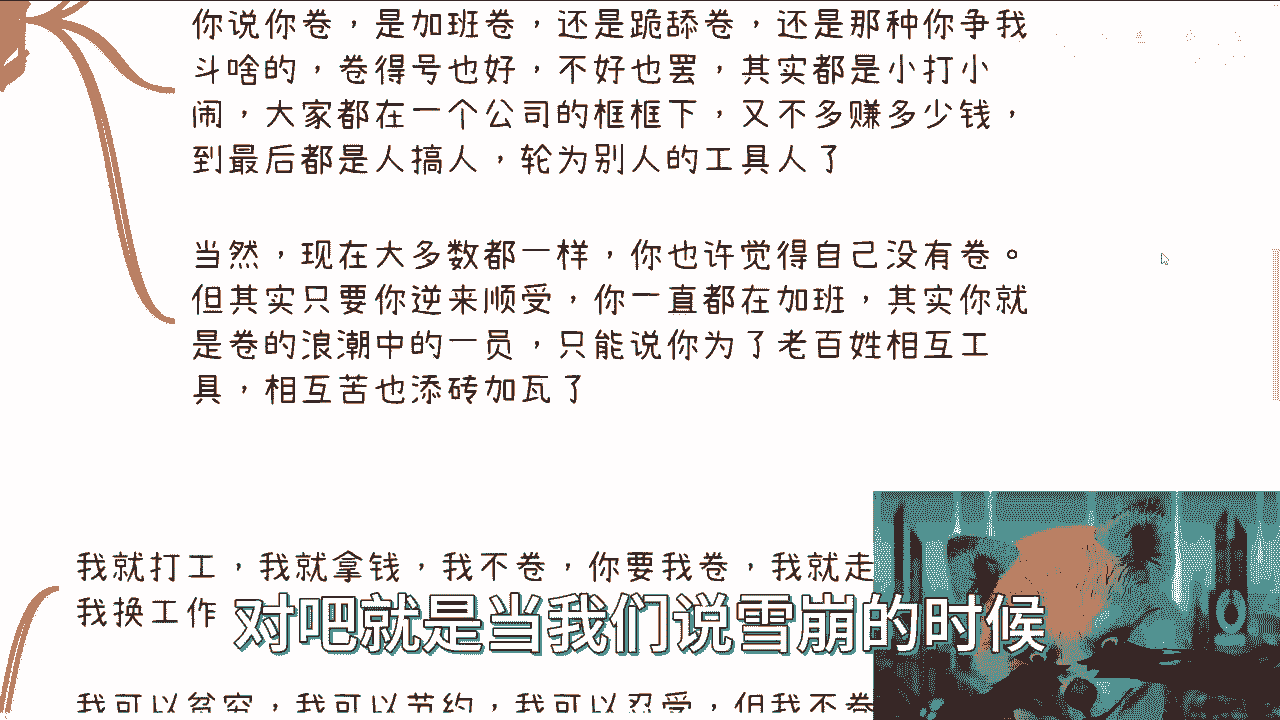 你说你卷，是加班卷，还是跪舔卷，还是那种你争我
斗啥的，卷得号也好，不好也罢，其实都是小打小
闹，大家都在一个公司的框框下，又不多赚多少钱，
到最后都是人搞人，轮为别人的工具人了
当然，现在大多数都一样，你也许觉得自己没有卷。
但其实只要你逆来顺受，你一直都在加班，其实你就
是卷的浪潮中的一员，只能说你为了老百姓相互工
具，相互苦也添砖加瓦了
我就打工，我就拿钱，我不卷，你要我卷，我就走
我换工作
对吧就是当我们说雪崩的时候
我可以贫穷，我可以节约，我可以忍受，但我不卷